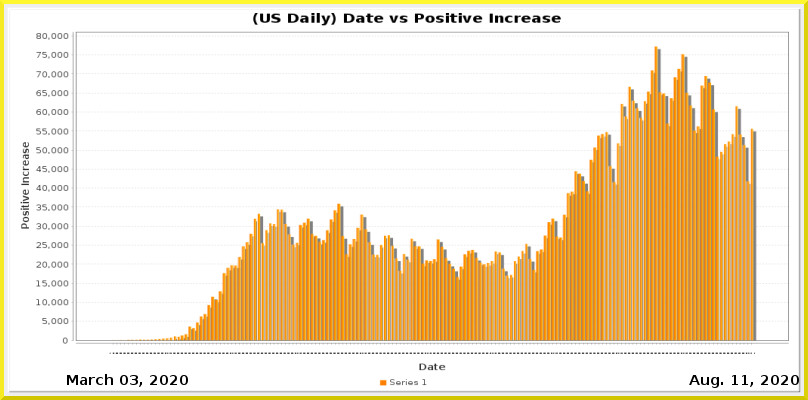 (US Daily) Date vs Positive Increase
80,000
75,000
70,000
65,000
60,000
55,000
50,000
45,000
40,000
35,000
30,000
25,000
20,000
15,000
10,000
5,000
0
Positive Increase
Date
March 03, 2020
Series 1
Aug. 11, 2020